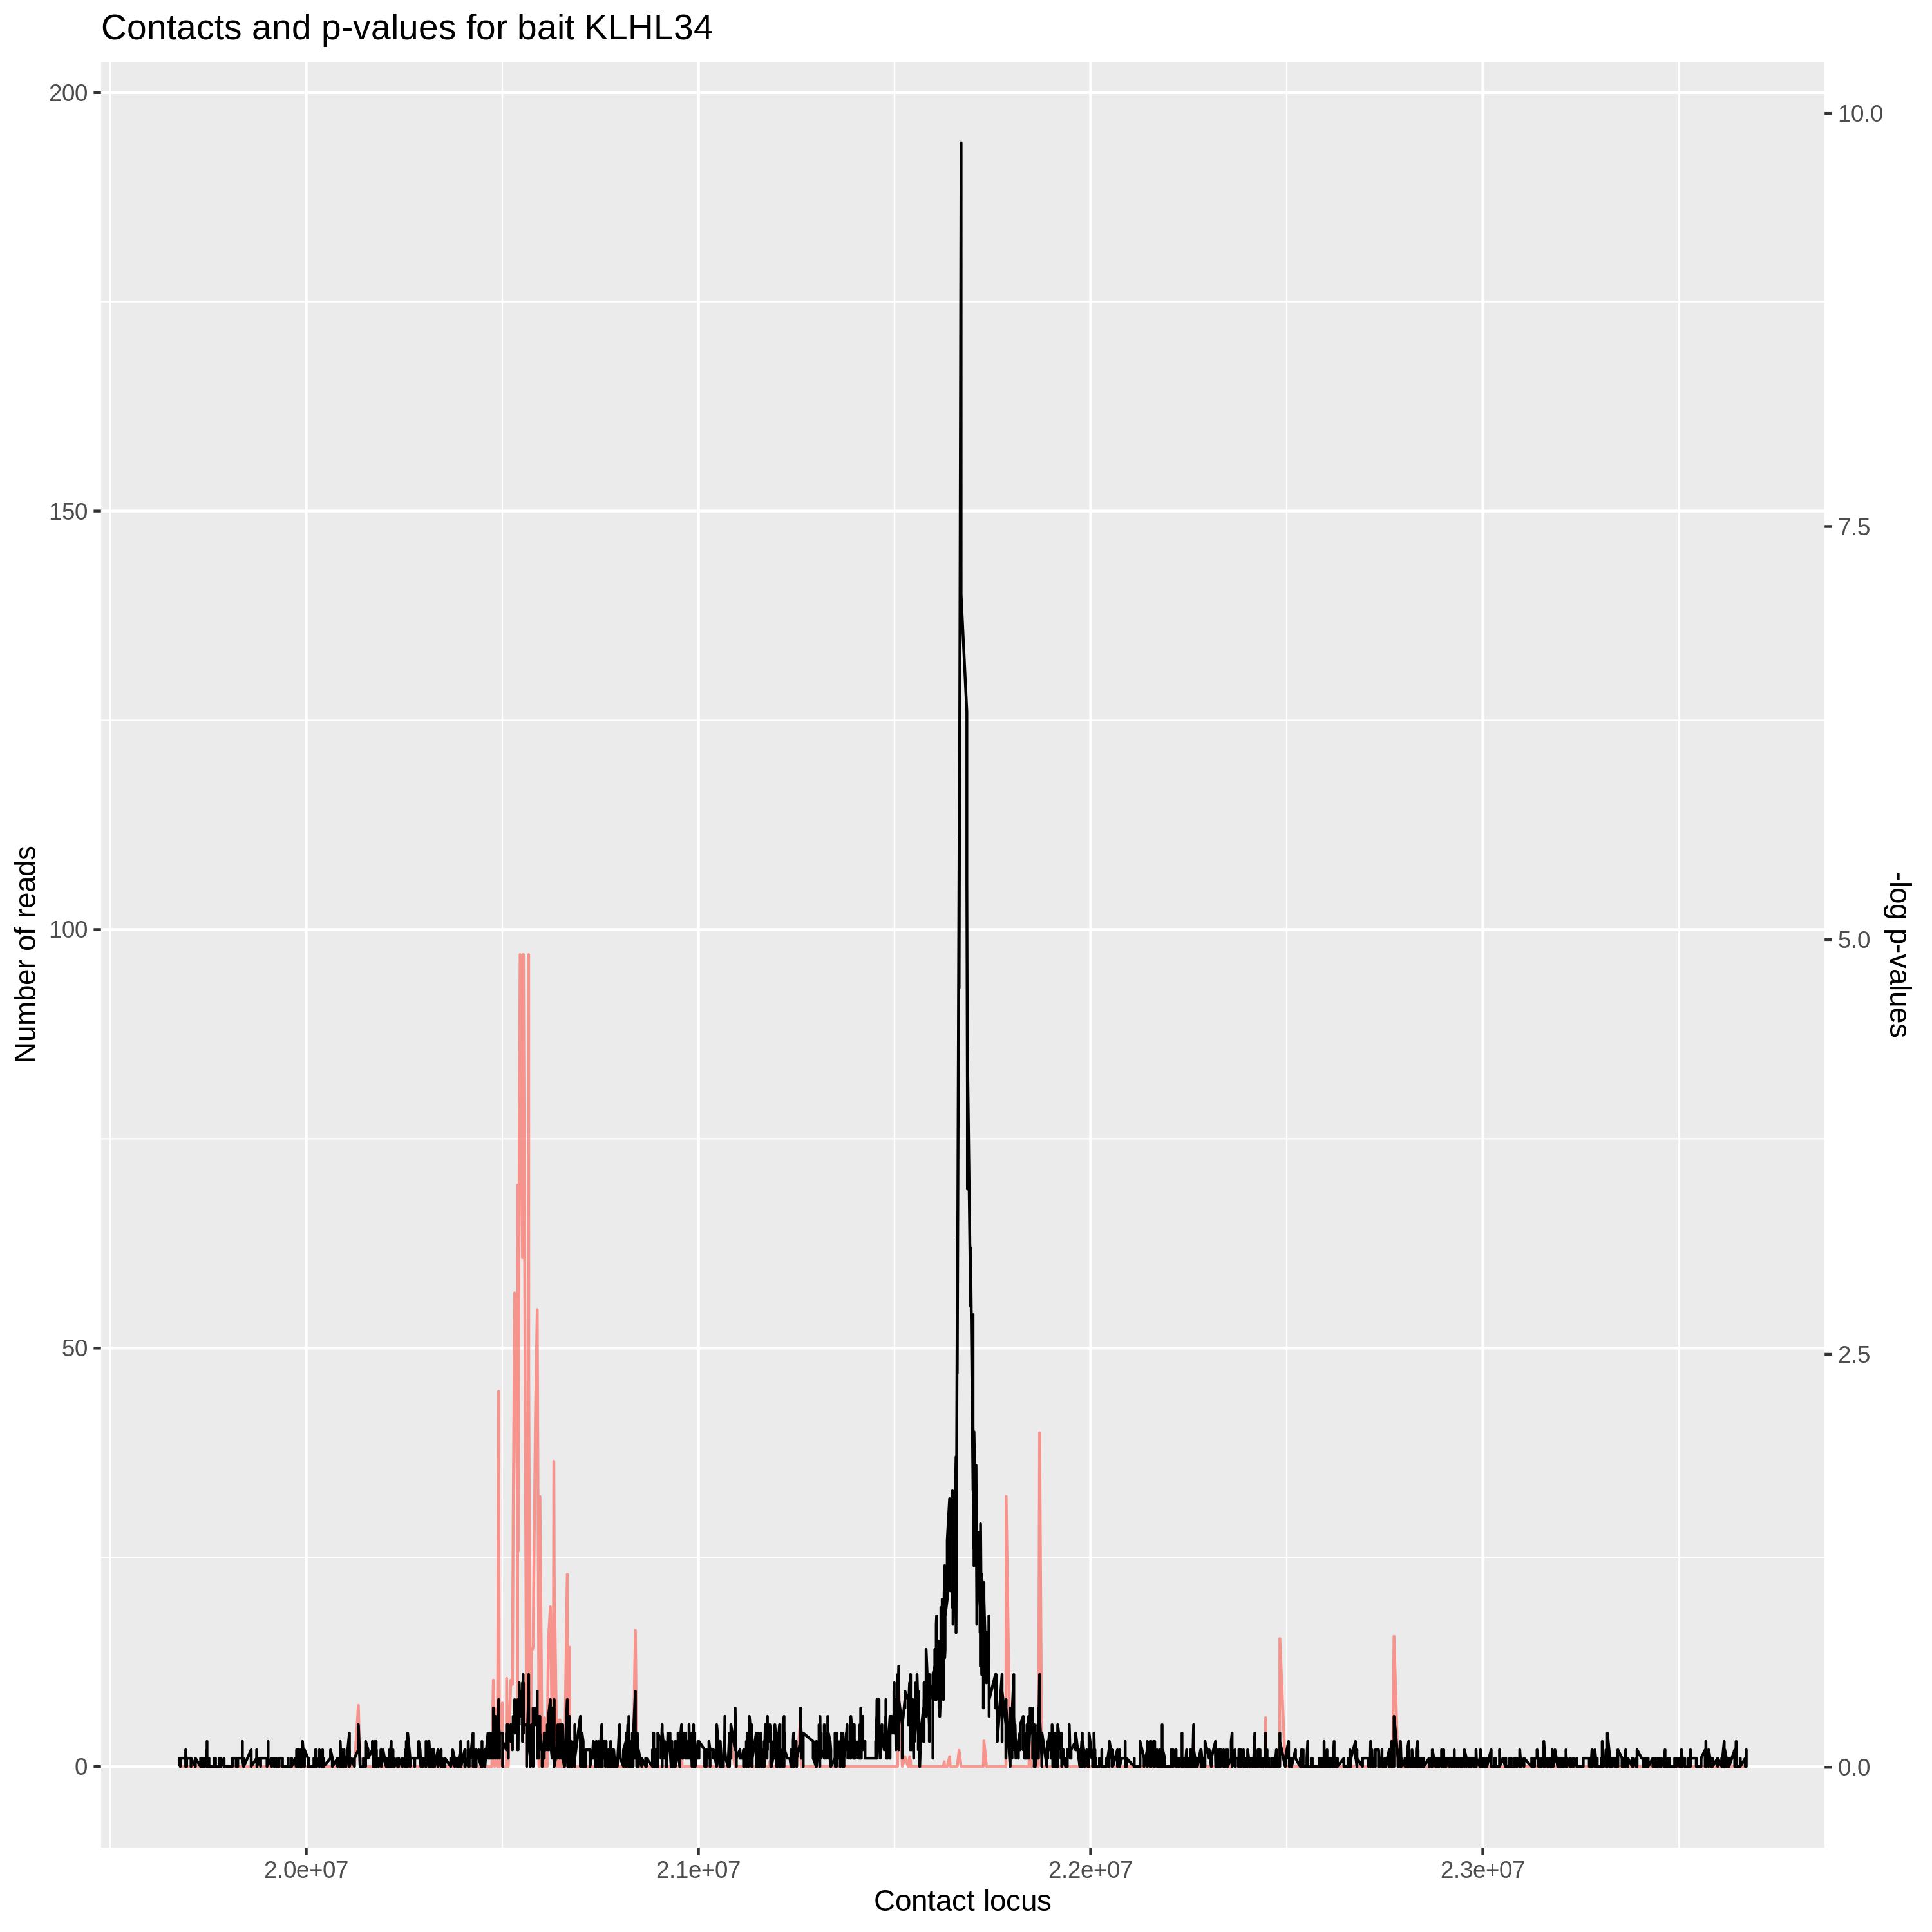 Contacts and p-values for bait KLHL34
200
150
100
50
0
Number of reads
10.0
7.5
5.0
2.5
0.0
-log p-values
2.0e+07
2.1e+07
2.2e+07
2.3e+07
Contact locus